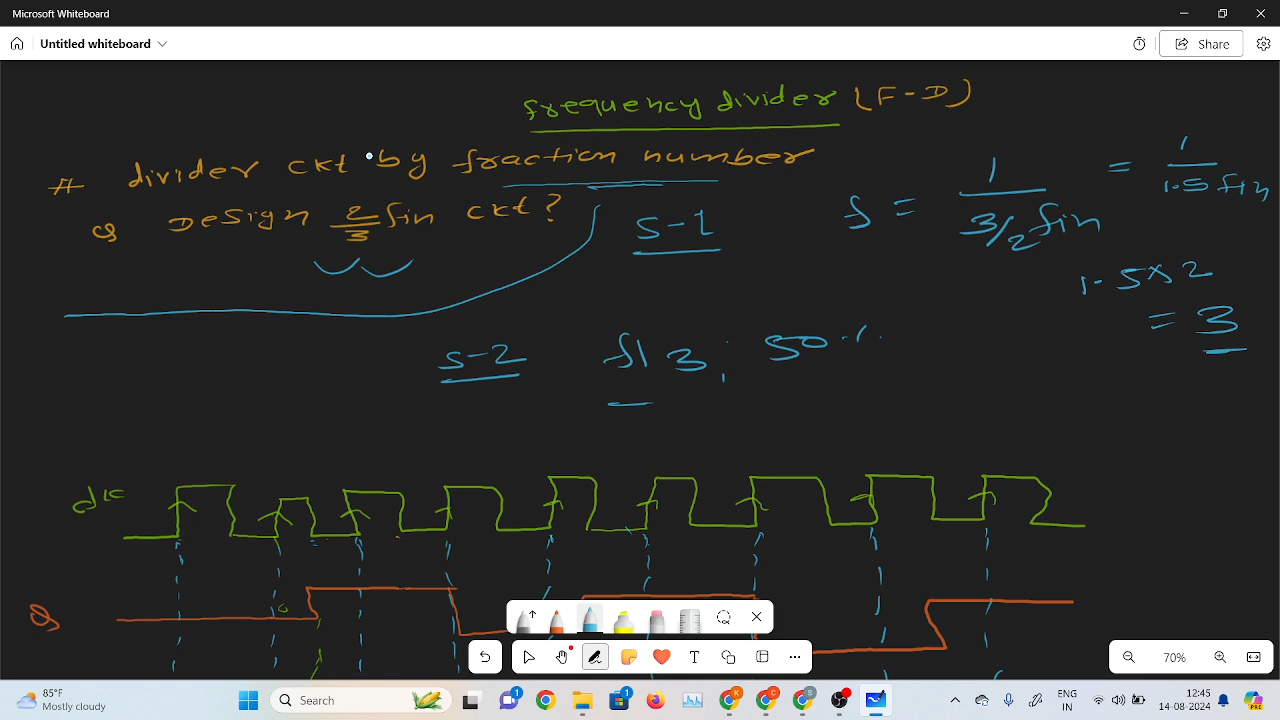 Microsoft Whiteboard
Untitled whiteboard
Share
frequency divider (F-D)
# divider ckt by fraction number
Design 2/3 fin ckt?
S-1
f = 1 / 3/2 fin = 1 / 1.5 fin
1.5 x 2
= 3
S-2 f/3; 50%
clk
Q
70%
85°F
Mostly cloudy
Search
ENG
IN
12:45
14-08-2024